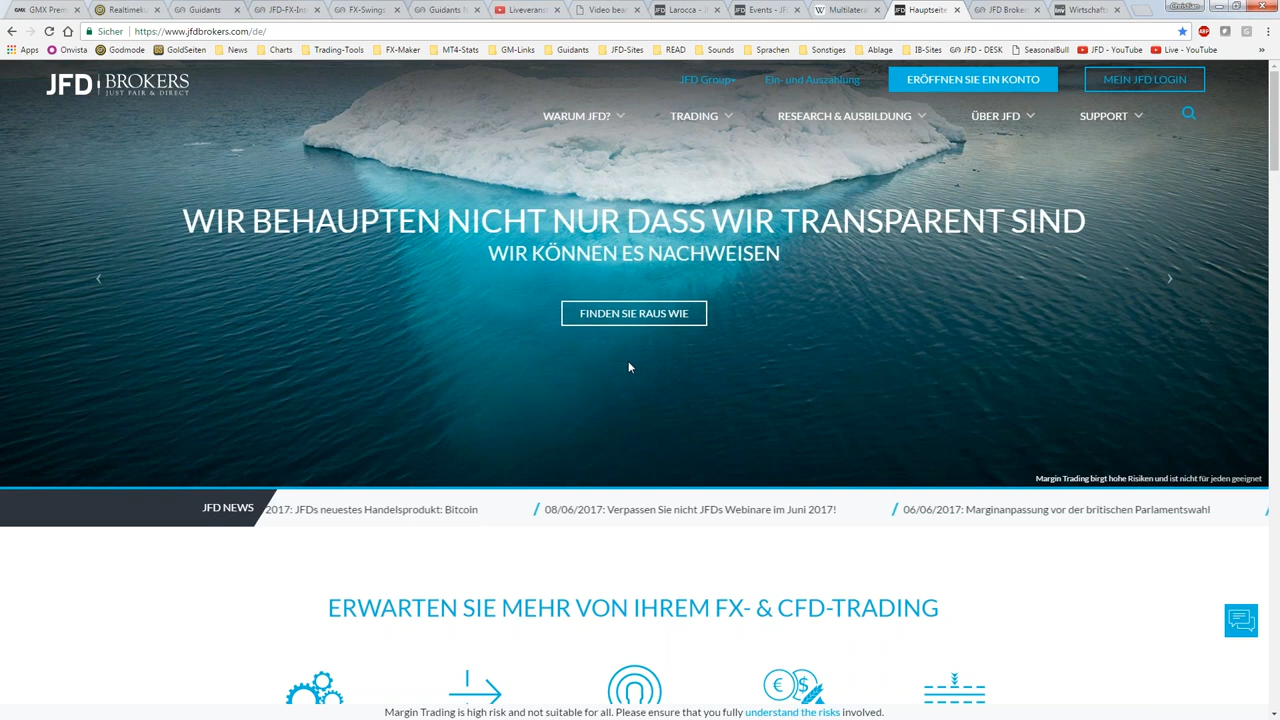 GMX Prem
Realtimeku
Guidants
JFD-FX-Ins
FX-Swings
Guidants N
Liveveranst
Video bear
Larocca - J
Events - JF
Multilatera
Hauptseite
JFD Broker
Wirtschafts
Christian
Sicher https://www.jfdbrokers.com/de/
Apps Onvista Godmode GoldSeiten News Charts Trading-Tools FX-Maker MT4-Stats GM-Links Guidants JFD-Sites READ Sounds Sprachen Sonstiges Ablage IB-Sites JFD - DESK SeasonalBull JFD - YouTube Live - YouTube »
JFD BROKERS
JUST FAIR & DIRECT
JFD Group Ein- und Auszahlung ERÖFFNEN SIE EIN KONTO MEIN JFD LOGIN
WARUM JFD? TRADING RESEARCH & AUSBILDUNG ÜBER JFD SUPPORT
WIR BEHAUPTEN NICHT NUR DASS WIR TRANSPARENT SIND
WIR KÖNNEN ES NACHWEISEN
FINDEN SIE RAUS WIE
Margin Trading birgt hohe Risiken und ist nicht für jeden geeignet
JFD NEWS 2017: JFDs neuestes Handelsprodukt: Bitcoin / 08/06/2017: Verpassen Sie nicht JFDs Webinare im Juni 2017! / 06/06/2017: Marginanpassung vor der britischen Parlamentswahl /
ERWARTEN SIE MEHR VON IHREM FX- & CFD-TRADING
Margin Trading is high risk and not suitable for all. Please ensure that you fully understand the risks involved.